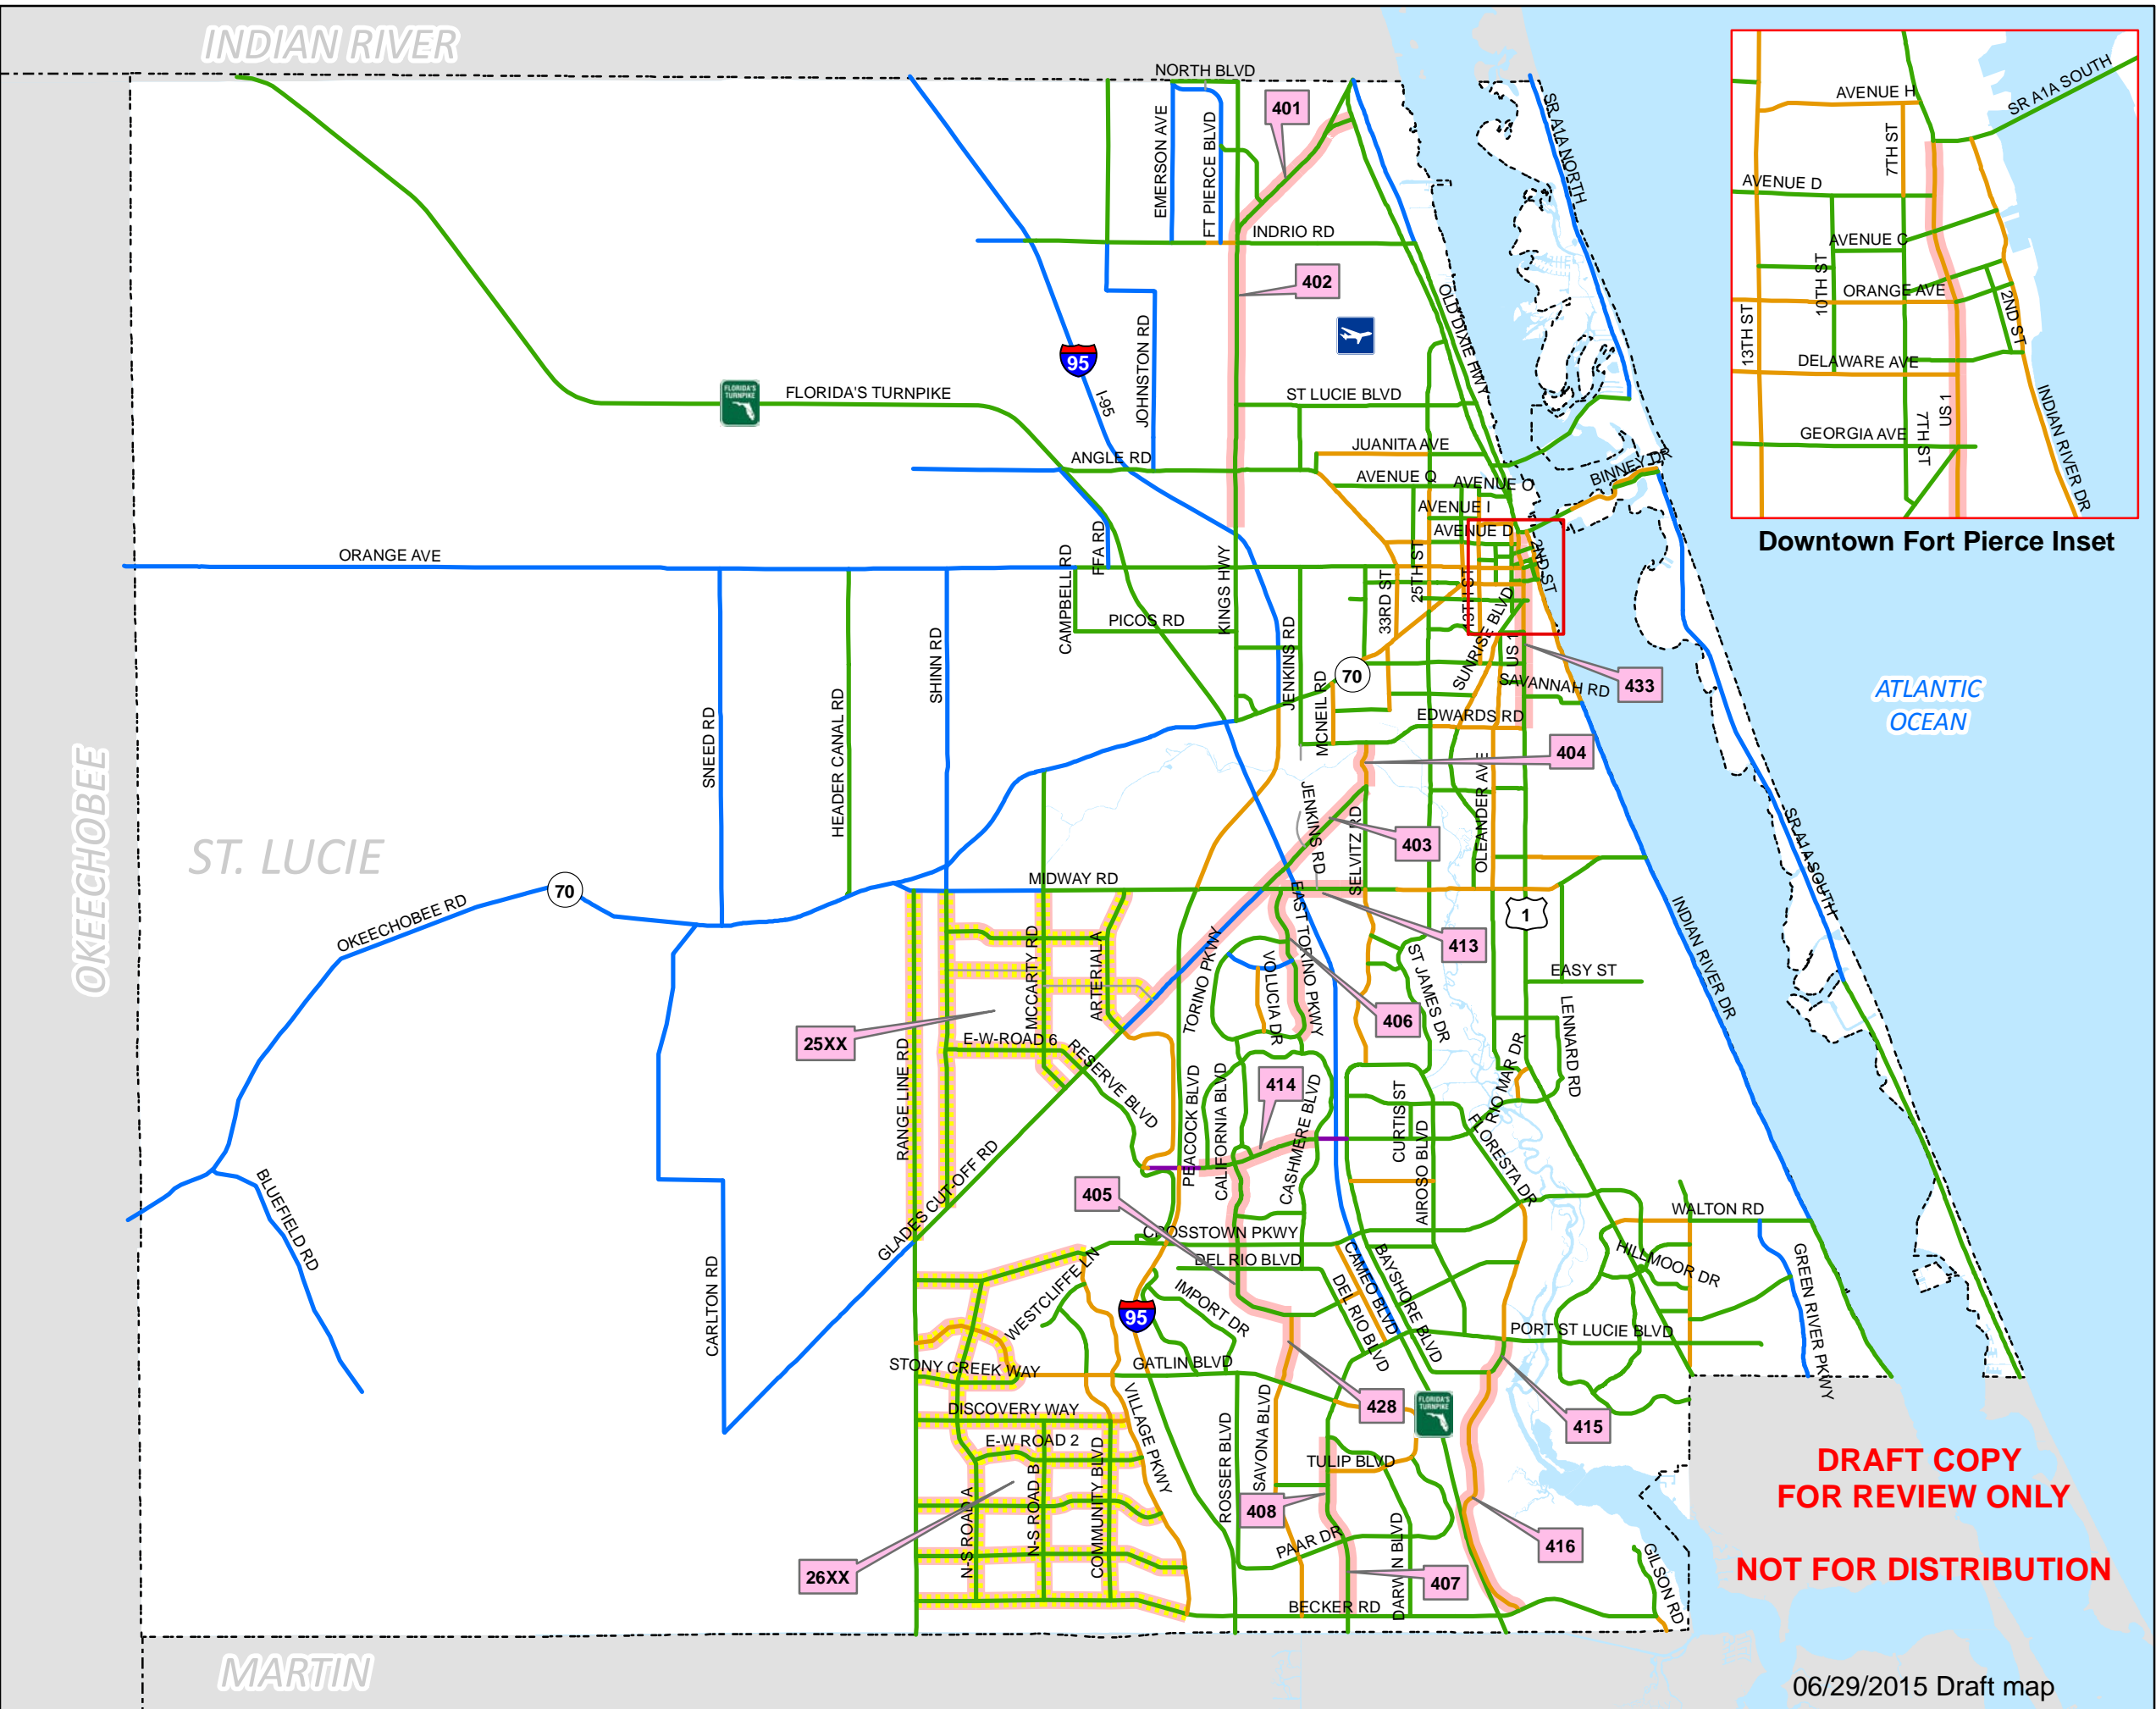 INDIAN RIVER
NORTH BLVD
401
EMERSON AVE
FT PIERCE BLVD
SR A1A NORTH
INDRIO RD
402
OLD DIXIE HWY
95
I-95
JOHNSTON RD
FLORIDA'S
TURNPIKE
FLORIDA'S TURNPIKE
ST LUCIE BLVD
JUANITA AVE
ANGLE RD
AVENUE Q
AVENUE O
BINNEY DR
AVENUE I
AVENUE D
2ND ST
ORANGE AVE
FFA RD
CAMPBELL RD
KINGS HWY
33RD ST
25TH ST
13TH ST
SUNRISE BLVD
US 1
PICOS RD
JENKINS RD
MCNEIL RD
70
SAVANNAH RD
433
EDWARDS RD
404
SNEED RD
HEADER CANAL RD
SHINN RD
OKEECHOBEE
ST. LUCIE
JENKINS RD
SELVITZ RD
403
OLEANDER AVE
SR A1A SOUTH
MIDWAY RD
70
OKEECHOBEE RD
1
INDIAN RIVER DR
413
EAST TORINO PKWY
TORINO PKWY
VOLUCIA DR
ST JAMES DR
EASY ST
LENNARD RD
MCCARTY RD
ARTERIAL A
25XX
406
E-W-ROAD 6
RESERVE BLVD
RANGE LINE RD
414
PEACOCK BLVD
CALIFORNIA BLVD
CASHMERE BLVD
CURTIS ST
AIROSO BLVD
RIO MAR DR
FLORESTA DR
BLUEFIELD RD
GLADES CUT-OFF RD
405
CROSSTOWN PKWY
DEL RIO BLVD
WALTON RD
HILLMOOR DR
GREEN RIVER PKWY
CARLTON RD
WESTCLIFFE LN
95
IMPORT DR
DEL RIO BLVD
CAMEO BLVD
BAYSHORE BLVD
PORT ST LUCIE BLVD
STONY CREEK WAY
GATLIN BLVD
VILLAGE PKWY
DISCOVERY WAY
E-W ROAD 2
428
FLORIDA'S
TURNPIKE
415
ROSSER BLVD
SAVONA BLVD
TULIP BLVD
408
N-S ROAD A
N-S ROAD B
COMMUNITY BLVD
26XX
PAAR DR
DARWIN BLVD
407
416
GILSON RD
BECKER RD
MARTIN
AVENUE H
SR A1A SOUTH
7TH ST
AVENUE D
AVENUE C
10TH ST
ORANGE AVE
2ND ST
13TH ST
DELAWARE AVE
US 1
7TH ST
GEORGIA AVE
INDIAN RIVER DR
Downtown Fort Pierce Inset
ATLANTIC
OCEAN
DRAFT COPY
FOR REVIEW ONLY
NOT FOR DISTRIBUTION
06/29/2015 Draft map